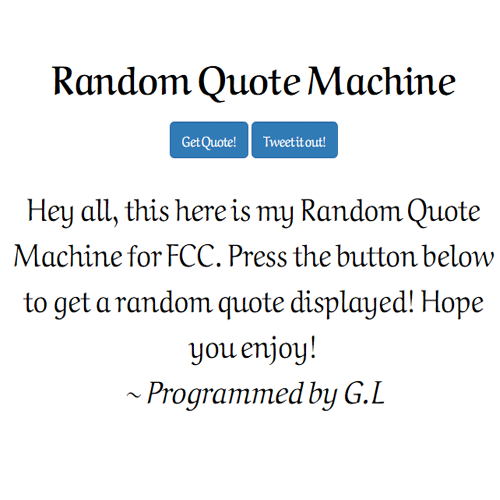 Random Quote Machine
Get Quote! Tweet it out!
Hey all, this here is my Random Quote
Machine for FCC. Press the button below
to get a random quote displayed! Hope
you enjoy!
~ Programmed by G.L